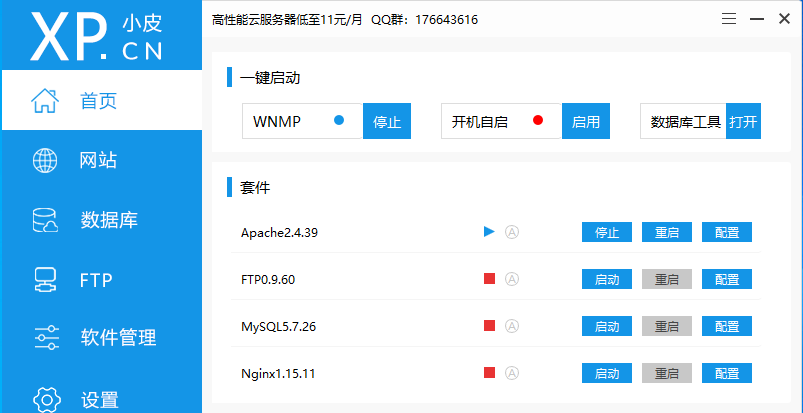 XP. 小皮
CN
高性能云服务器低至11元/月 QQ群：176643616
首页
网站
数据库
FTP
软件管理
设置
一键启动
WNMP 停止 开机自启 启用 数据库工具 打开
套件
Apache2.4.39 A 停止 重启 配置
FTP0.9.60 A 启动 重启 配置
MySQL5.7.26 A 启动 重启 配置
Nginx1.15.11 A 启动 重启 配置